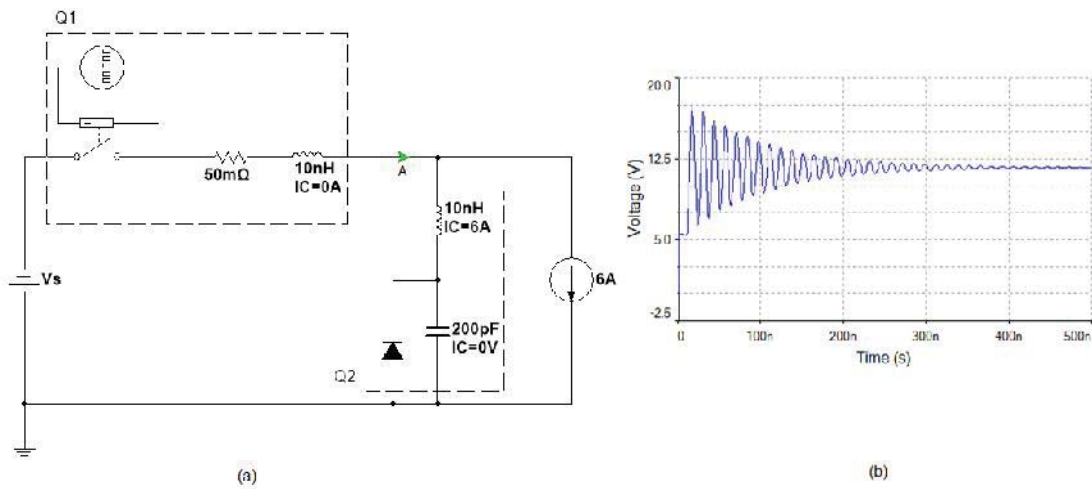 Q1
50mΩ
10nH
IC=0A
A
10nH
IC=6A
Vs
6A
200pF
IC=0V
Q2
(a)
20.0
12.5
5.0
-2.5
Voltage (V)
0
100n
200n
300n
400n
500n
Time (s)
(b)